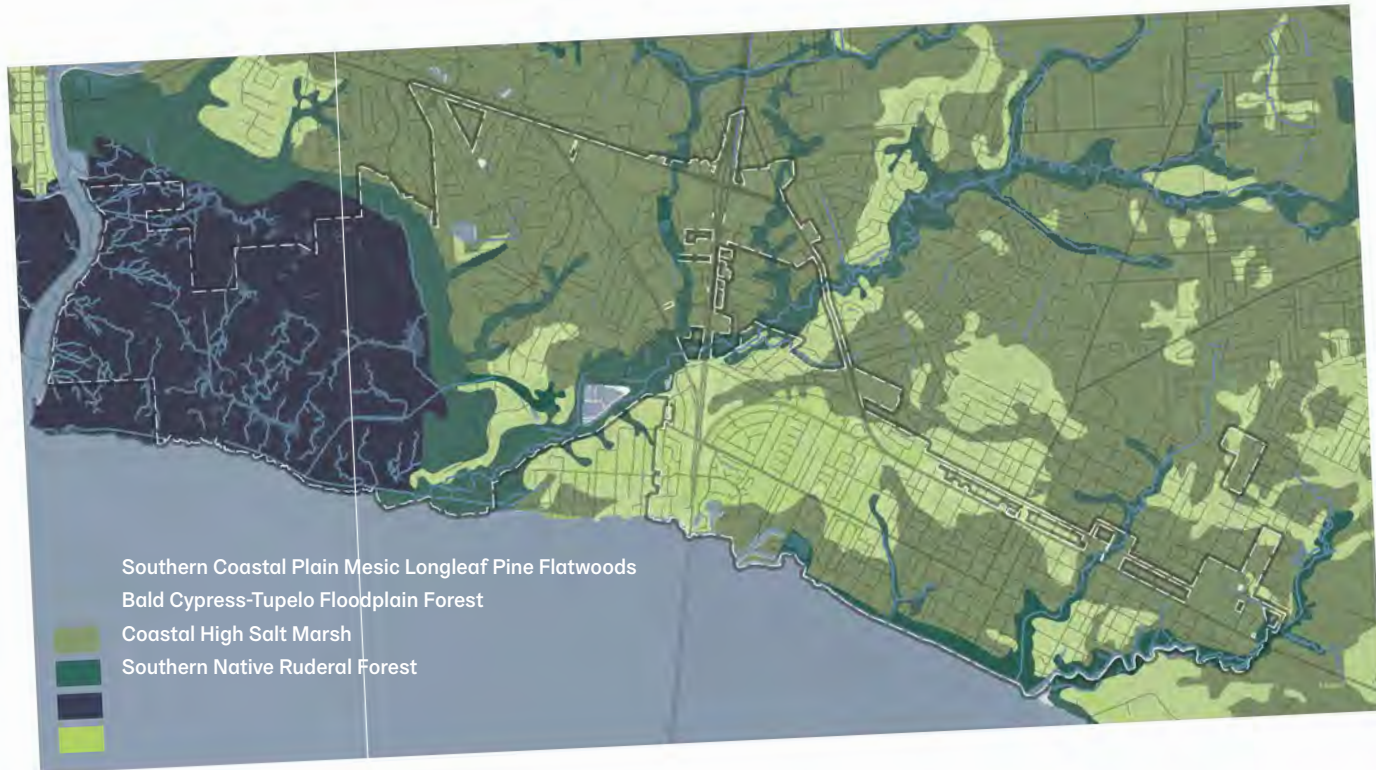 Southern Coastal Plain Mesic Longleaf Pine Flatwoods
Bald Cypress-Tupelo Floodplain Forest
Coastal High Salt Marsh
Southern Native Ruderal Forest